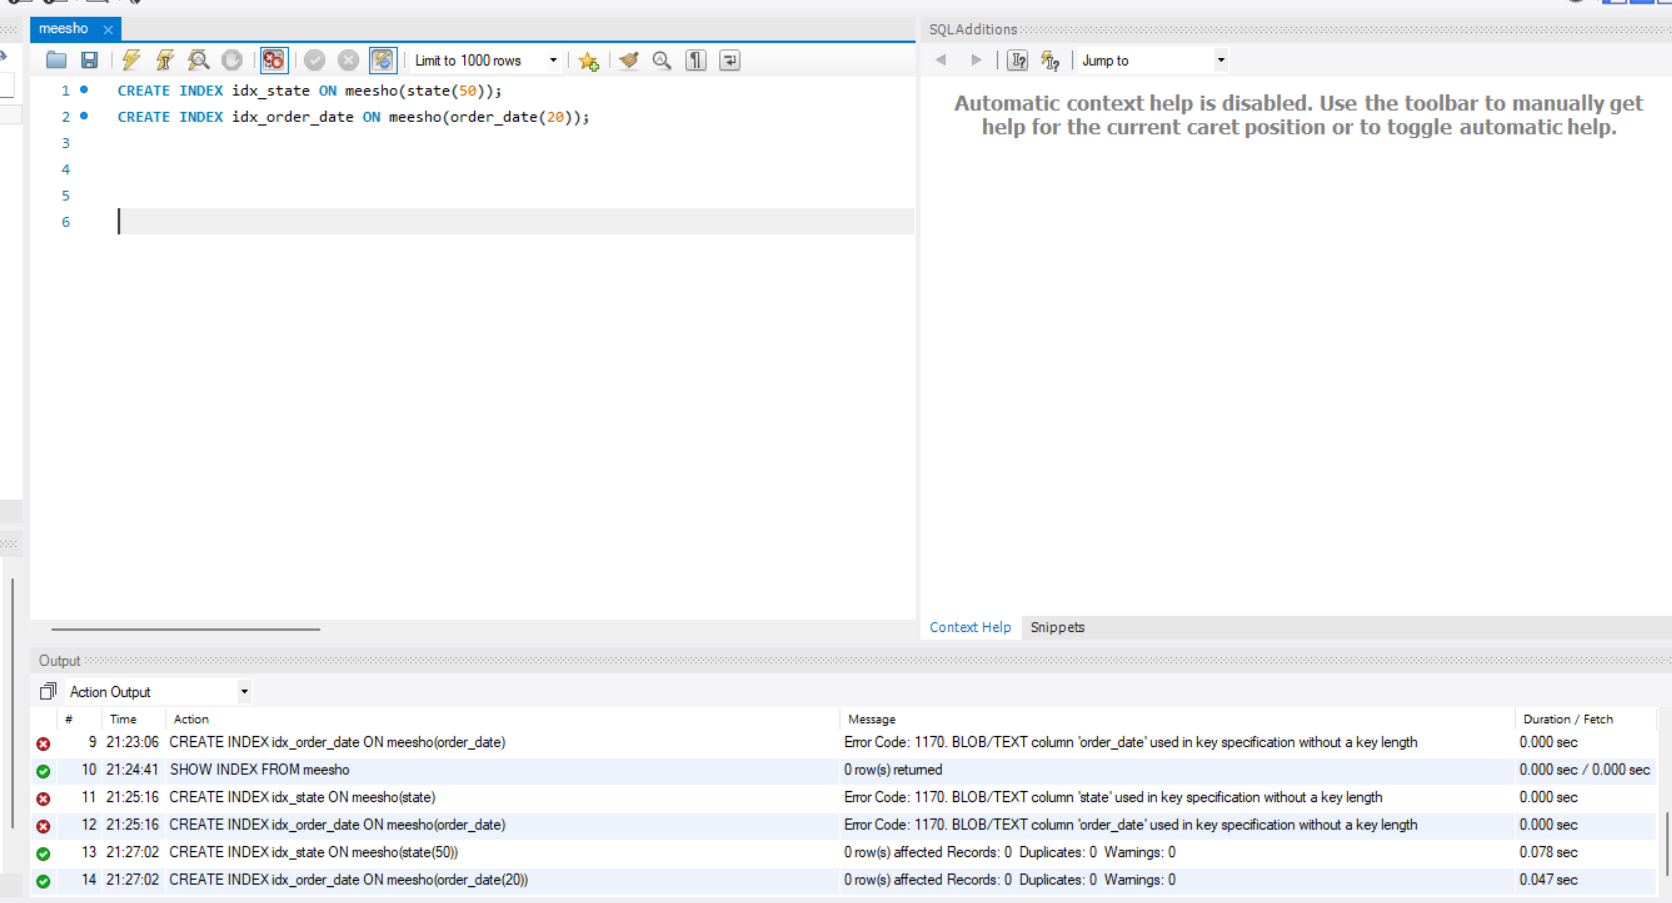 meesho
SQLAdditions
Limit to 1000 rows
Jump to
1 CREATE INDEX idx_state ON meesho(state(50));
2 CREATE INDEX idx_order_date ON meesho(order_date(20));
3
4
5
6
Automatic context help is disabled. Use the toolbar to manually get
help for the current caret position or to toggle automatic help.
Context Help Snippets
Output
Action Output
# Time Action Message Duration / Fetch
9 21:23:06 CREATE INDEX idx_order_date ON meesho(order_date) Error Code: 1170. BLOB/TEXT column 'order_date' used in key specification without a key length 0.000 sec
10 21:24:41 SHOW INDEX FROM meesho 0 row(s) returned 0.000 sec / 0.000 sec
11 21:25:16 CREATE INDEX idx_state ON meesho(state) Error Code: 1170. BLOB/TEXT column 'state' used in key specification without a key length 0.000 sec
12 21:25:16 CREATE INDEX idx_order_date ON meesho(order_date) Error Code: 1170. BLOB/TEXT column 'order_date' used in key specification without a key length 0.000 sec
13 21:27:02 CREATE INDEX idx_state ON meesho(state(50)) 0 row(s) affected Records: 0 Duplicates: 0 Warnings: 0 0.078 sec
14 21:27:02 CREATE INDEX idx_order_date ON meesho(order_date(20)) 0 row(s) affected Records: 0 Duplicates: 0 Warnings: 0 0.047 sec